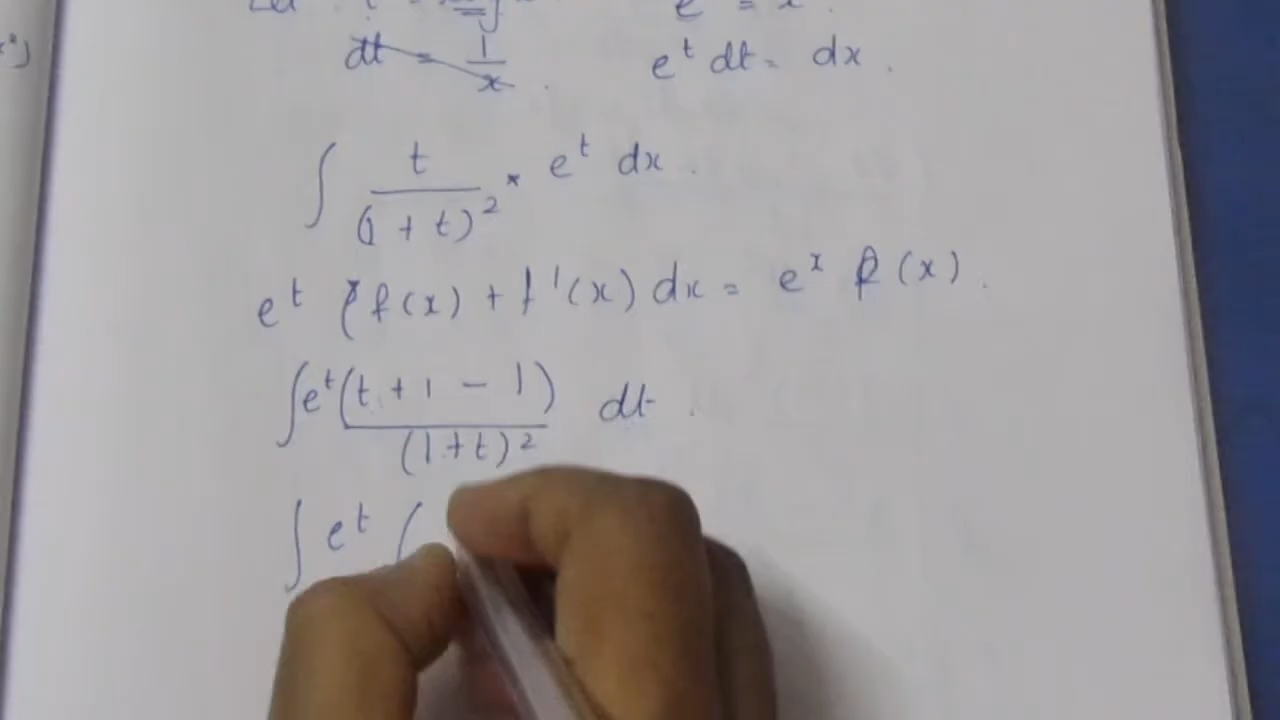 e = x.
dt = 1/x . e^t dt = dx .
∫ t/(1 + t)² * e^t dx .
e^t (f(x) + f'(x) dx = e^x f(x) .
∫ e^t (t + 1 - 1)/(1+t)² dt .
∫ e^t (